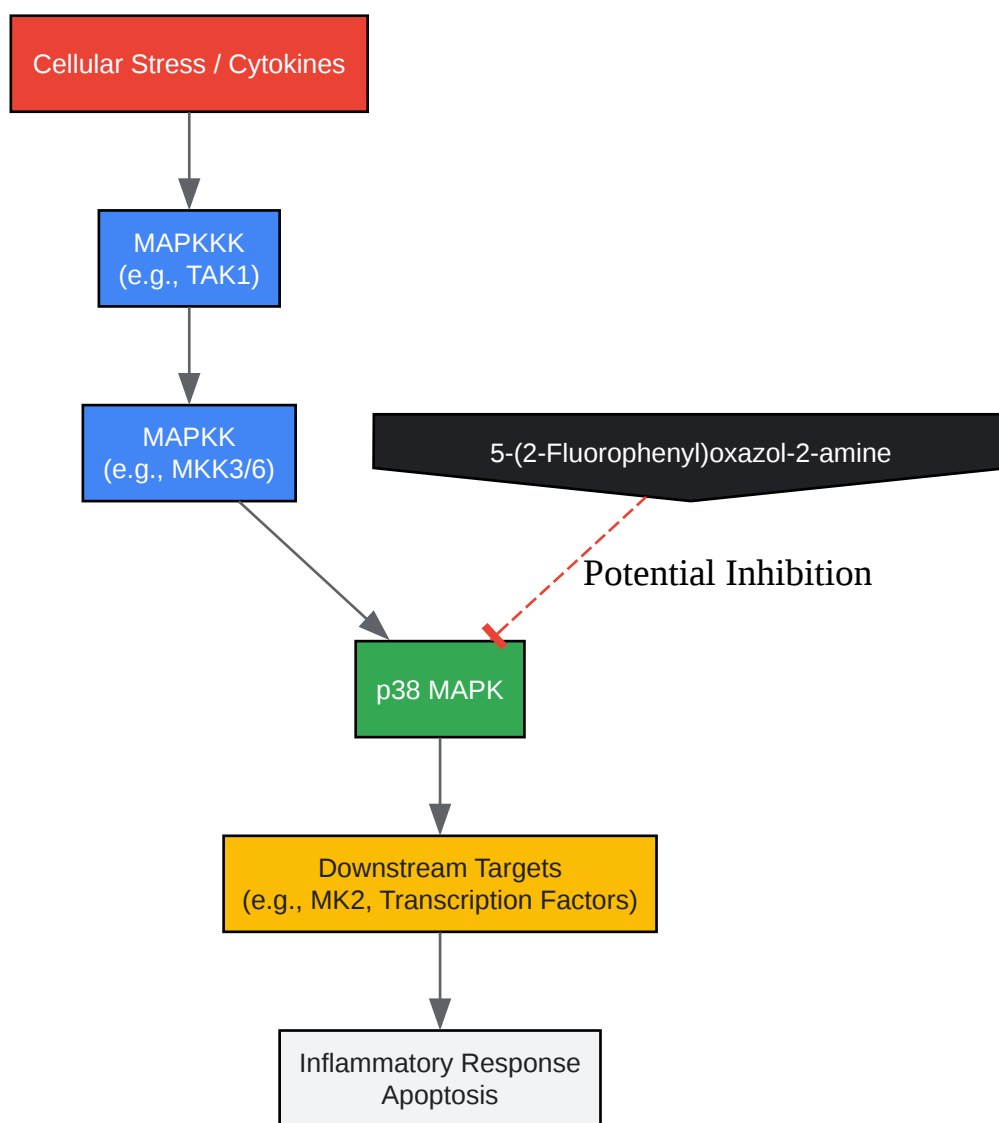 Cellular Stress / Cytokines
MAPKKK
(e.g., TAK1)
MAPKK
(e.g., MKK3/6)
5-(2-Fluorophenyl)oxazol-2-amine
Potential Inhibition
p38 MAPK
Downstream Targets
(e.g., MK2, Transcription Factors)
Inflammatory Response
Apoptosis